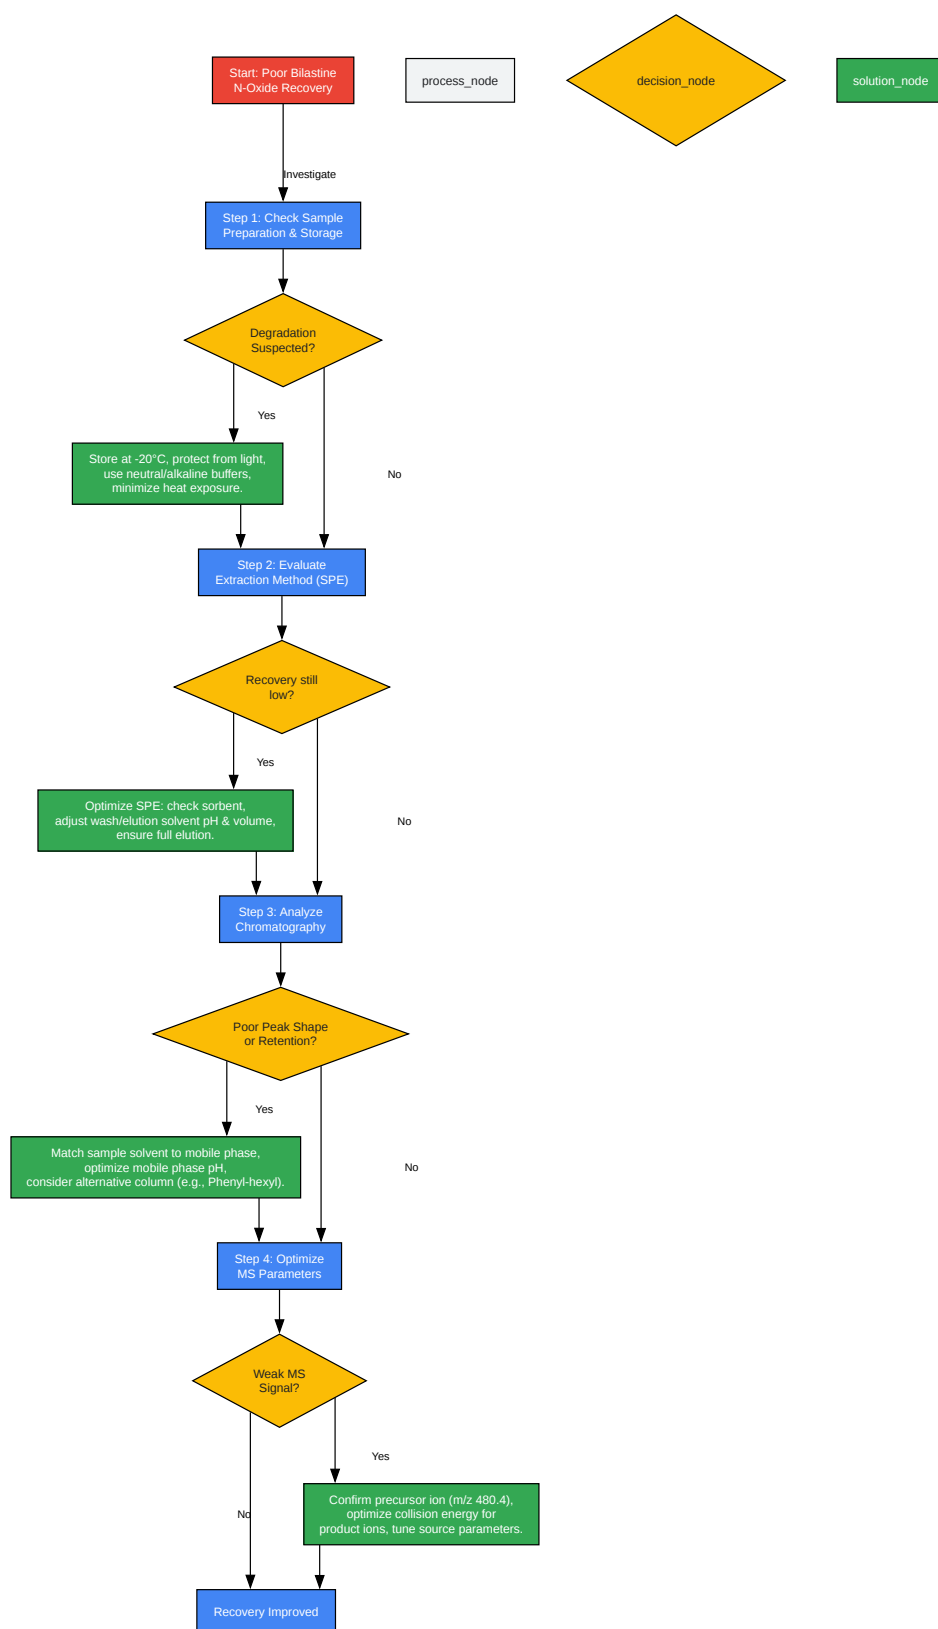 Start: Poor Bilastine
N-Oxide Recovery
process_node
decision_node
solution_node
Investigate
Step 1: Check Sample
Preparation & Storage
Degradation
Suspected?
Yes
No
Store at -20°C, protect from light,
use neutral/alkaline buffers,
minimize heat exposure.
Step 2: Evaluate
Extraction Method (SPE)
Recovery still
low?
Yes
No
Optimize SPE: check sorbent,
adjust wash/elution solvent pH & volume,
ensure full elution.
Step 3: Analyze
Chromatography
Poor Peak Shape
or Retention?
Yes
No
Match sample solvent to mobile phase,
optimize mobile phase pH,
consider alternative column (e.g., Phenyl-hexyl).
Step 4: Optimize
MS Parameters
Weak MS
Signal?
Yes
No
Confirm precursor ion (m/z 480.4),
optimize collision energy for
product ions, tune source parameters.
Recovery Improved